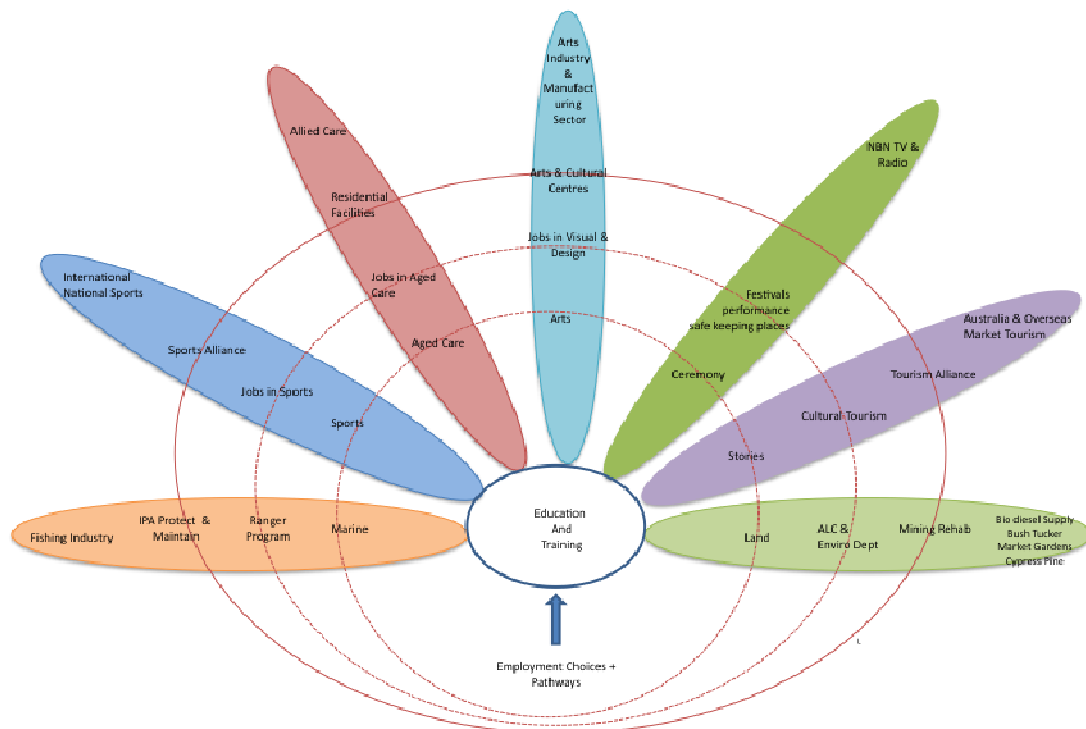 Arts
Industry
&
Manufact
uring
Sector
Arts & Cultural
Centres
Jobs in Visual &
Design
Arts
Allied Care
Residential
Facilities
Jobs in Aged
Care
Aged Care
NBN TV &
Radio
Festivals
performance
safe keeping places
Ceremony
International
National Sports
Sports Alliance
Jobs in Sports
Sports
Australia & Overseas
Market Tourism
Tourism Alliance
Cultural Tourism
Stories
Fishing Industry
IPA Protect &
Maintain
Ranger
Program
Marine
Education
And
Training
Land
ALC &
Enviro Dept
Mining Rehab
Bio diesel Supply
Bush Tucker
Market Gardens
Cypress Pine
Employment Choices +
Pathways